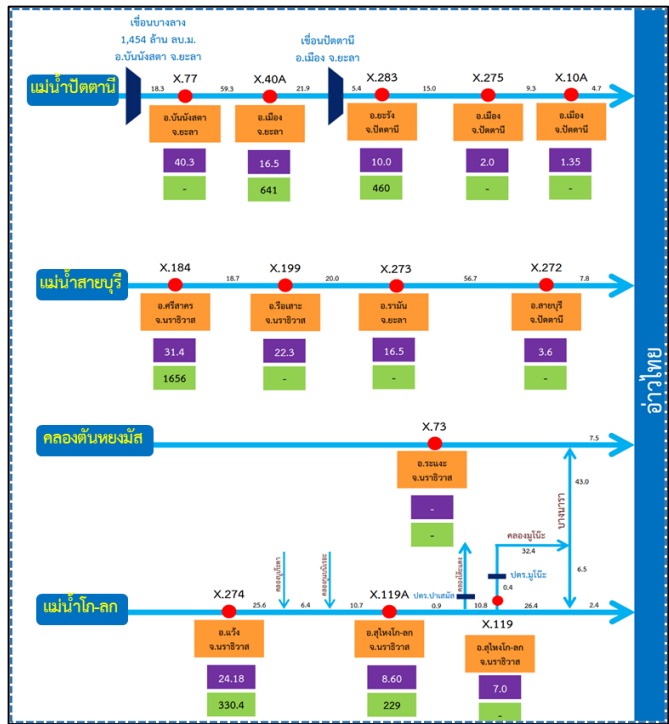 เขื่อนบางลาง
1,454 ล้าน ลบ.ม.
อ.บันนังสตา จ.ยะลา
เขื่อนปัตตานี
อ.เมือง จ.ยะลา
แม่น้ำปัตตานี
X.77
X.40A
X.283
X.275
X.10A
18.3
59.3
21.9
5.4
15.0
9.3
4.7
อ.บันนังสตา
จ.ยะลา
อ.เมือง
จ.ยะลา
อ.ยะรัง
จ.ปัตตานี
อ.เมือง
จ.ปัตตานี
อ.เมือง
จ.ปัตตานี
40.3
16.5
10.0
2.0
1.35
-
641
460
-
-
แม่น้ำสายบุรี
X.184
X.199
X.273
X.272
18.7
20.0
56.7
7.8
อ.ศรีสาคร
จ.นราธิวาส
อ.รือเสาะ
จ.นราธิวาส
อ.รามัน
จ.ยะลา
อ.สายบุรี
จ.ปัตตานี
31.4
22.3
16.5
3.6
1656
-
-
-
อ่าวไทย
คลองตันหยงมัส
X.73
7.5
อ.ระแงะ
จ.นราธิวาส
-
-
บางนรา
43.0
คลองมูโน๊ะ
32.4
ปตร.มูโน๊ะ
0.4
6.5
ปตร.ปาเสมัส
แม่น้ำโก-ลก
X.274
X.119A
X.119
25.6
6.4
10.7
0.9
10.8
26.4
2.4
อ.แว้ง
จ.นราธิวาส
อ.สุไหงโก-ลก
จ.นราธิวาส
อ.สุไหงโก-ลก
จ.นราธิวาส
24.18
8.60
7.0
330.4
229
-